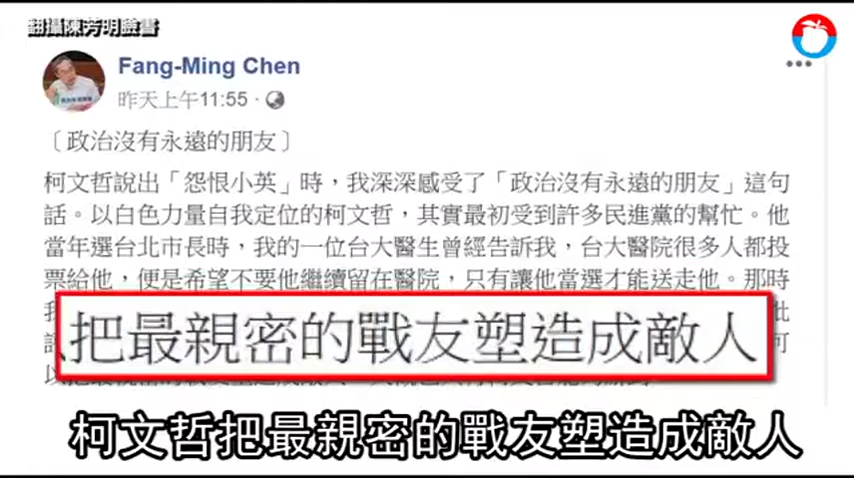 翻攝陳芳明臉書
Fang-Ming Chen
昨天上午11:55
〔政治沒有永遠的朋友〕
柯文哲說出「怨恨小英」時，我深深感受了「政治沒有永遠的朋友」這句
話。以白色力量自我定位的柯文哲，其實最初受到許多民進黨的幫忙。他
當年選台北市長時，我的一位台大醫生曾經告訴我，台大醫院很多人都投
票給他，便是希望不要他繼續留在醫院，只有讓他當選才能送走他。那時
把最親密的戰友塑造成敵人
可
柯文哲把最親密的戰友塑造成敵人